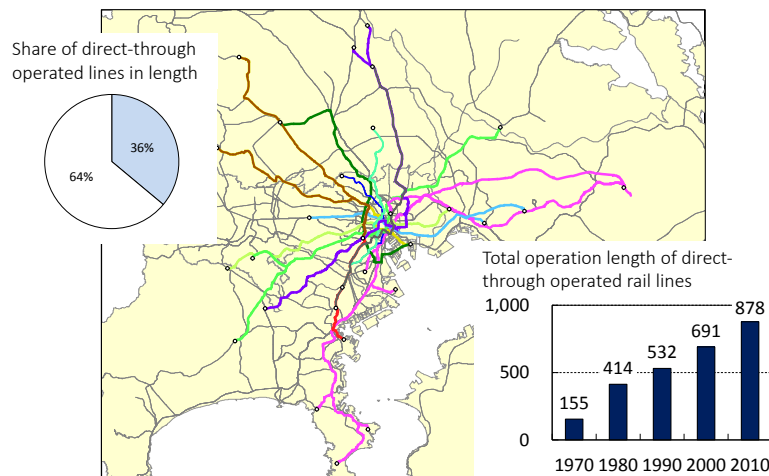 Share of direct-through
operated lines in length
36%
64%
Total operation length of direct-
through operated rail lines
1,000
500
0
155
414
532
691
878
1970 1980 1990 2000 2010